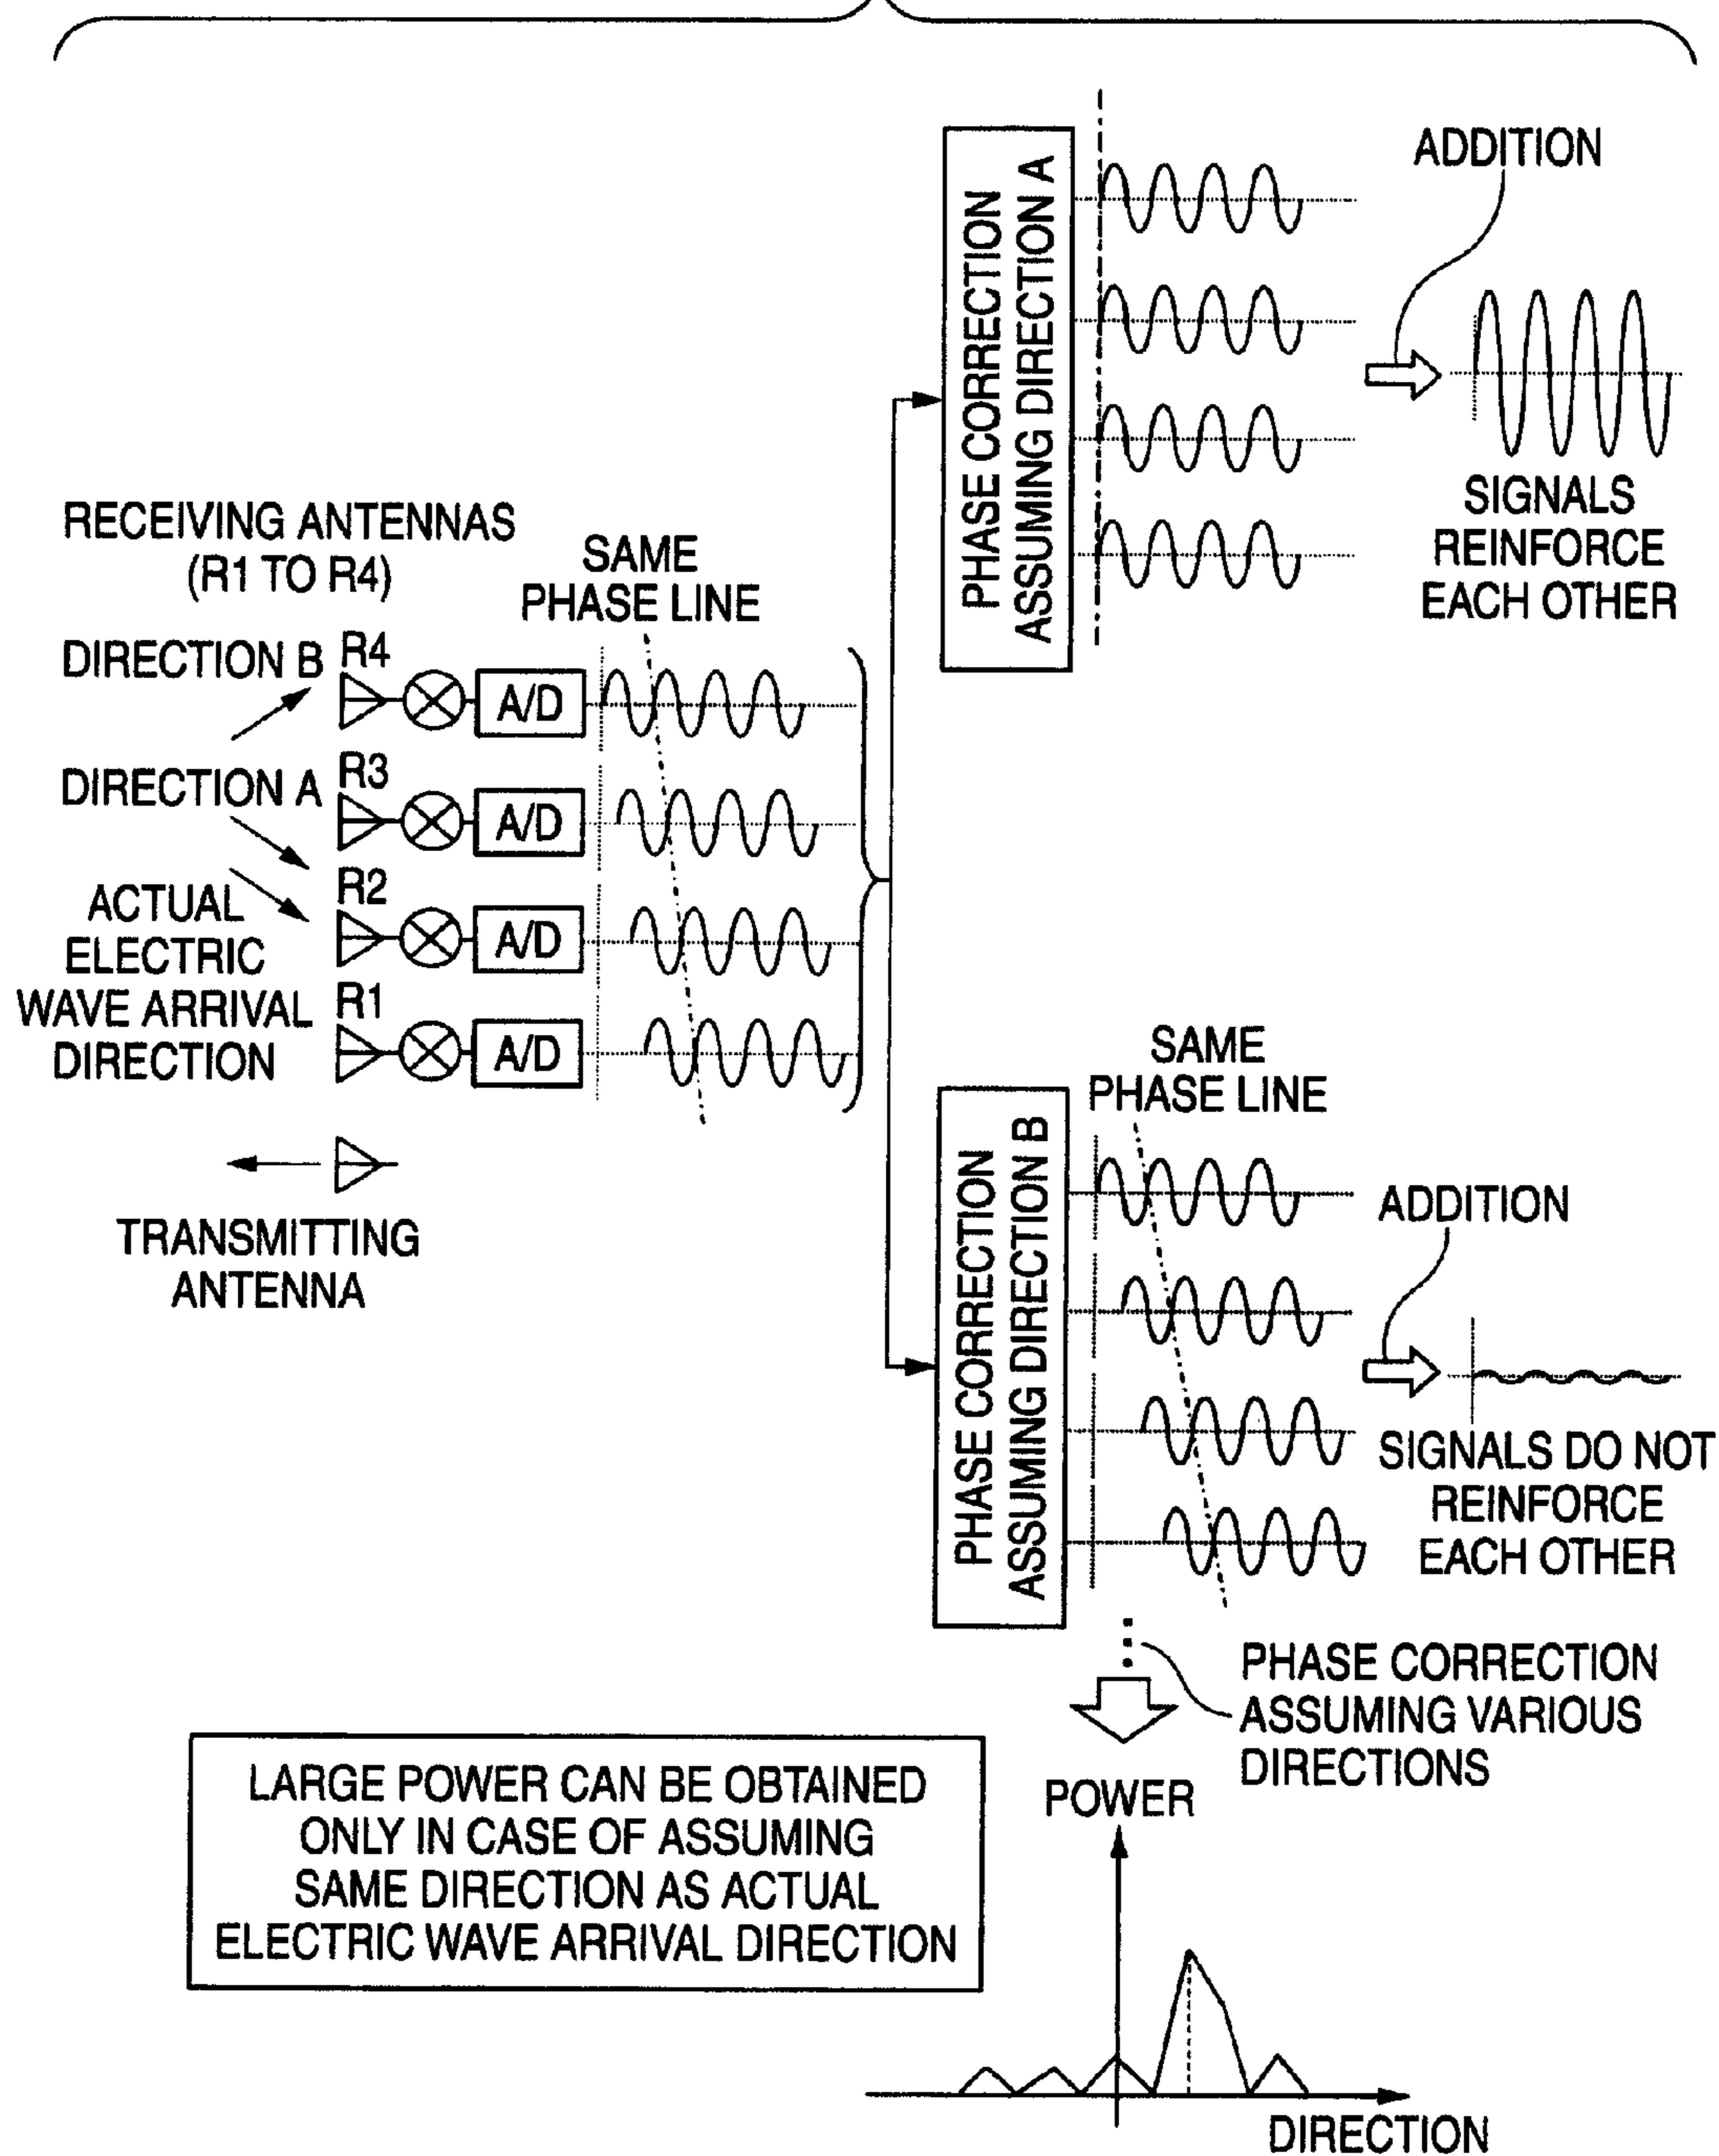 ADDITION
PHASE CORRECTION
ASSUMING DIRECTION A
SIGNALS
REINFORCE
EACH OTHER
RECEIVING ANTENNAS
(R1 TO R4)
SAME
PHASE LINE
DIRECTION B
R4
A/D
DIRECTION A
R3
A/D
R2
A/D
ACTUAL
ELECTRIC
WAVE ARRIVAL
DIRECTION
R1
A/D
TRANSMITTING
ANTENNA
SAME
PHASE LINE
PHASE CORRECTION
ASSUMING DIRECTION B
ADDITION
SIGNALS DO NOT
REINFORCE
EACH OTHER
PHASE CORRECTION
ASSUMING VARIOUS
DIRECTIONS
LARGE POWER CAN BE OBTAINED
ONLY IN CASE OF ASSUMING
SAME DIRECTION AS ACTUAL
ELECTRIC WAVE ARRIVAL DIRECTION
POWER
DIRECTION